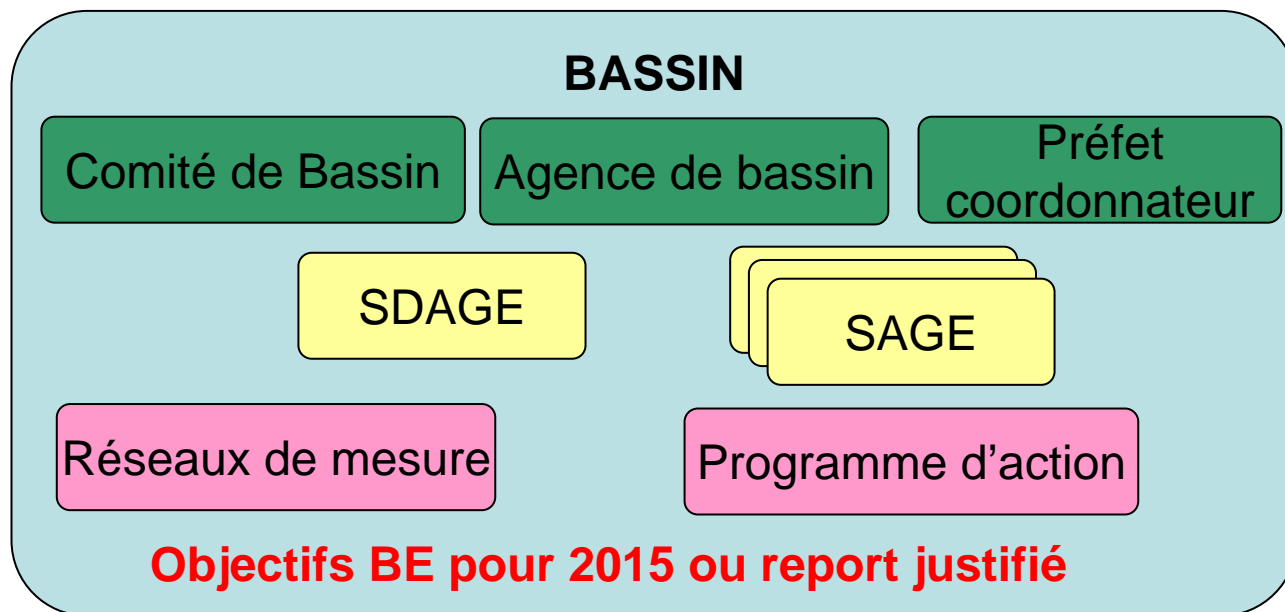 BASSIN
Comité de Bassin
Agence de bassin
Préfet
coordonnateur
SDAGE
SAGE
Réseaux de mesure
Programme d’action
Objectifs BE pour 2015 ou report justifié